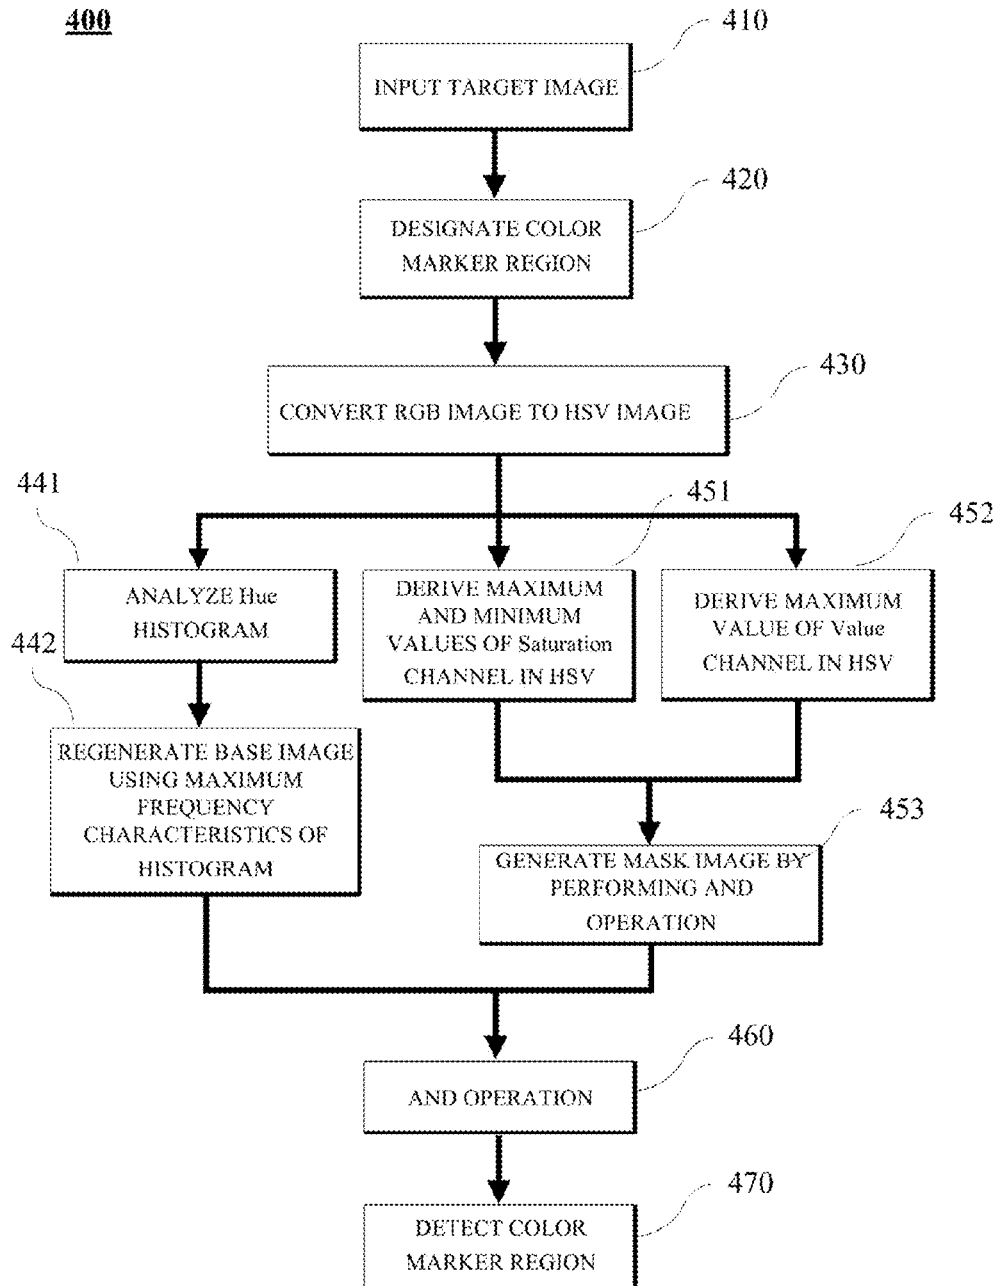 400
410
INPUT TARGET IMAGE
420
DESIGNATE COLOR
MARKER REGION
430
CONVERT RGB IMAGE TO HSV IMAGE
441
ANALYZE Hue
HISTOGRAM
451
DERIVE MAXIMUM
AND MINIMUM
VALUES OF Saturation
CHANNEL IN HSV
452
DERIVE MAXIMUM
VALUE OF Value
CHANNEL IN HSV
442
REGENERATE BASE IMAGE
USING MAXIMUM
FREQUENCY
CHARACTERISTICS OF
HISTOGRAM
453
GENERATE MASK IMAGE BY
PERFORMING AND
OPERATION
460
AND OPERATION
470
DETECT COLOR
MARKER REGION